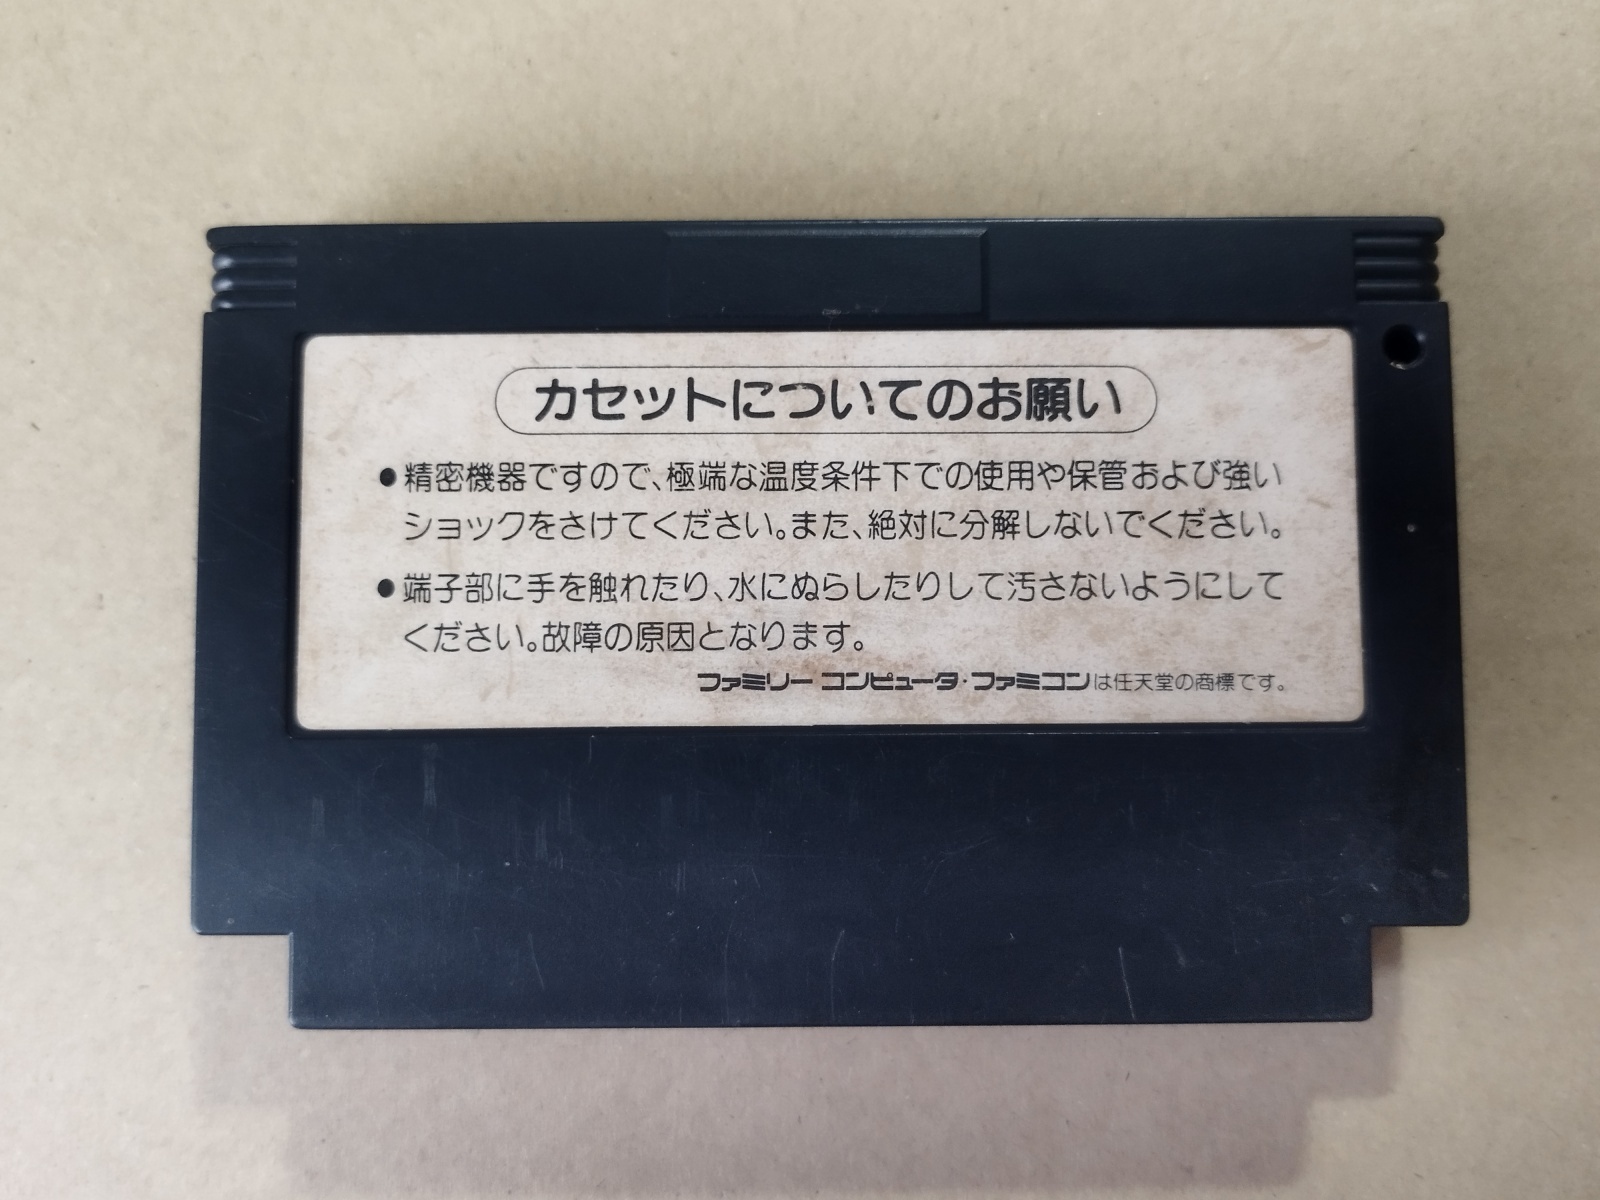 カセットについてのお願い
●精密機器ですので、極端な温度条件下での使用や保管および強い
ショックをさけてください。また、絶対に分解しないでください。
●端子部に手を触れたり、水にぬらしたりして汚さないようにして
ください。故障の原因となります。
ファミリー コンピュータ・ファミコンは任天堂の商標です。